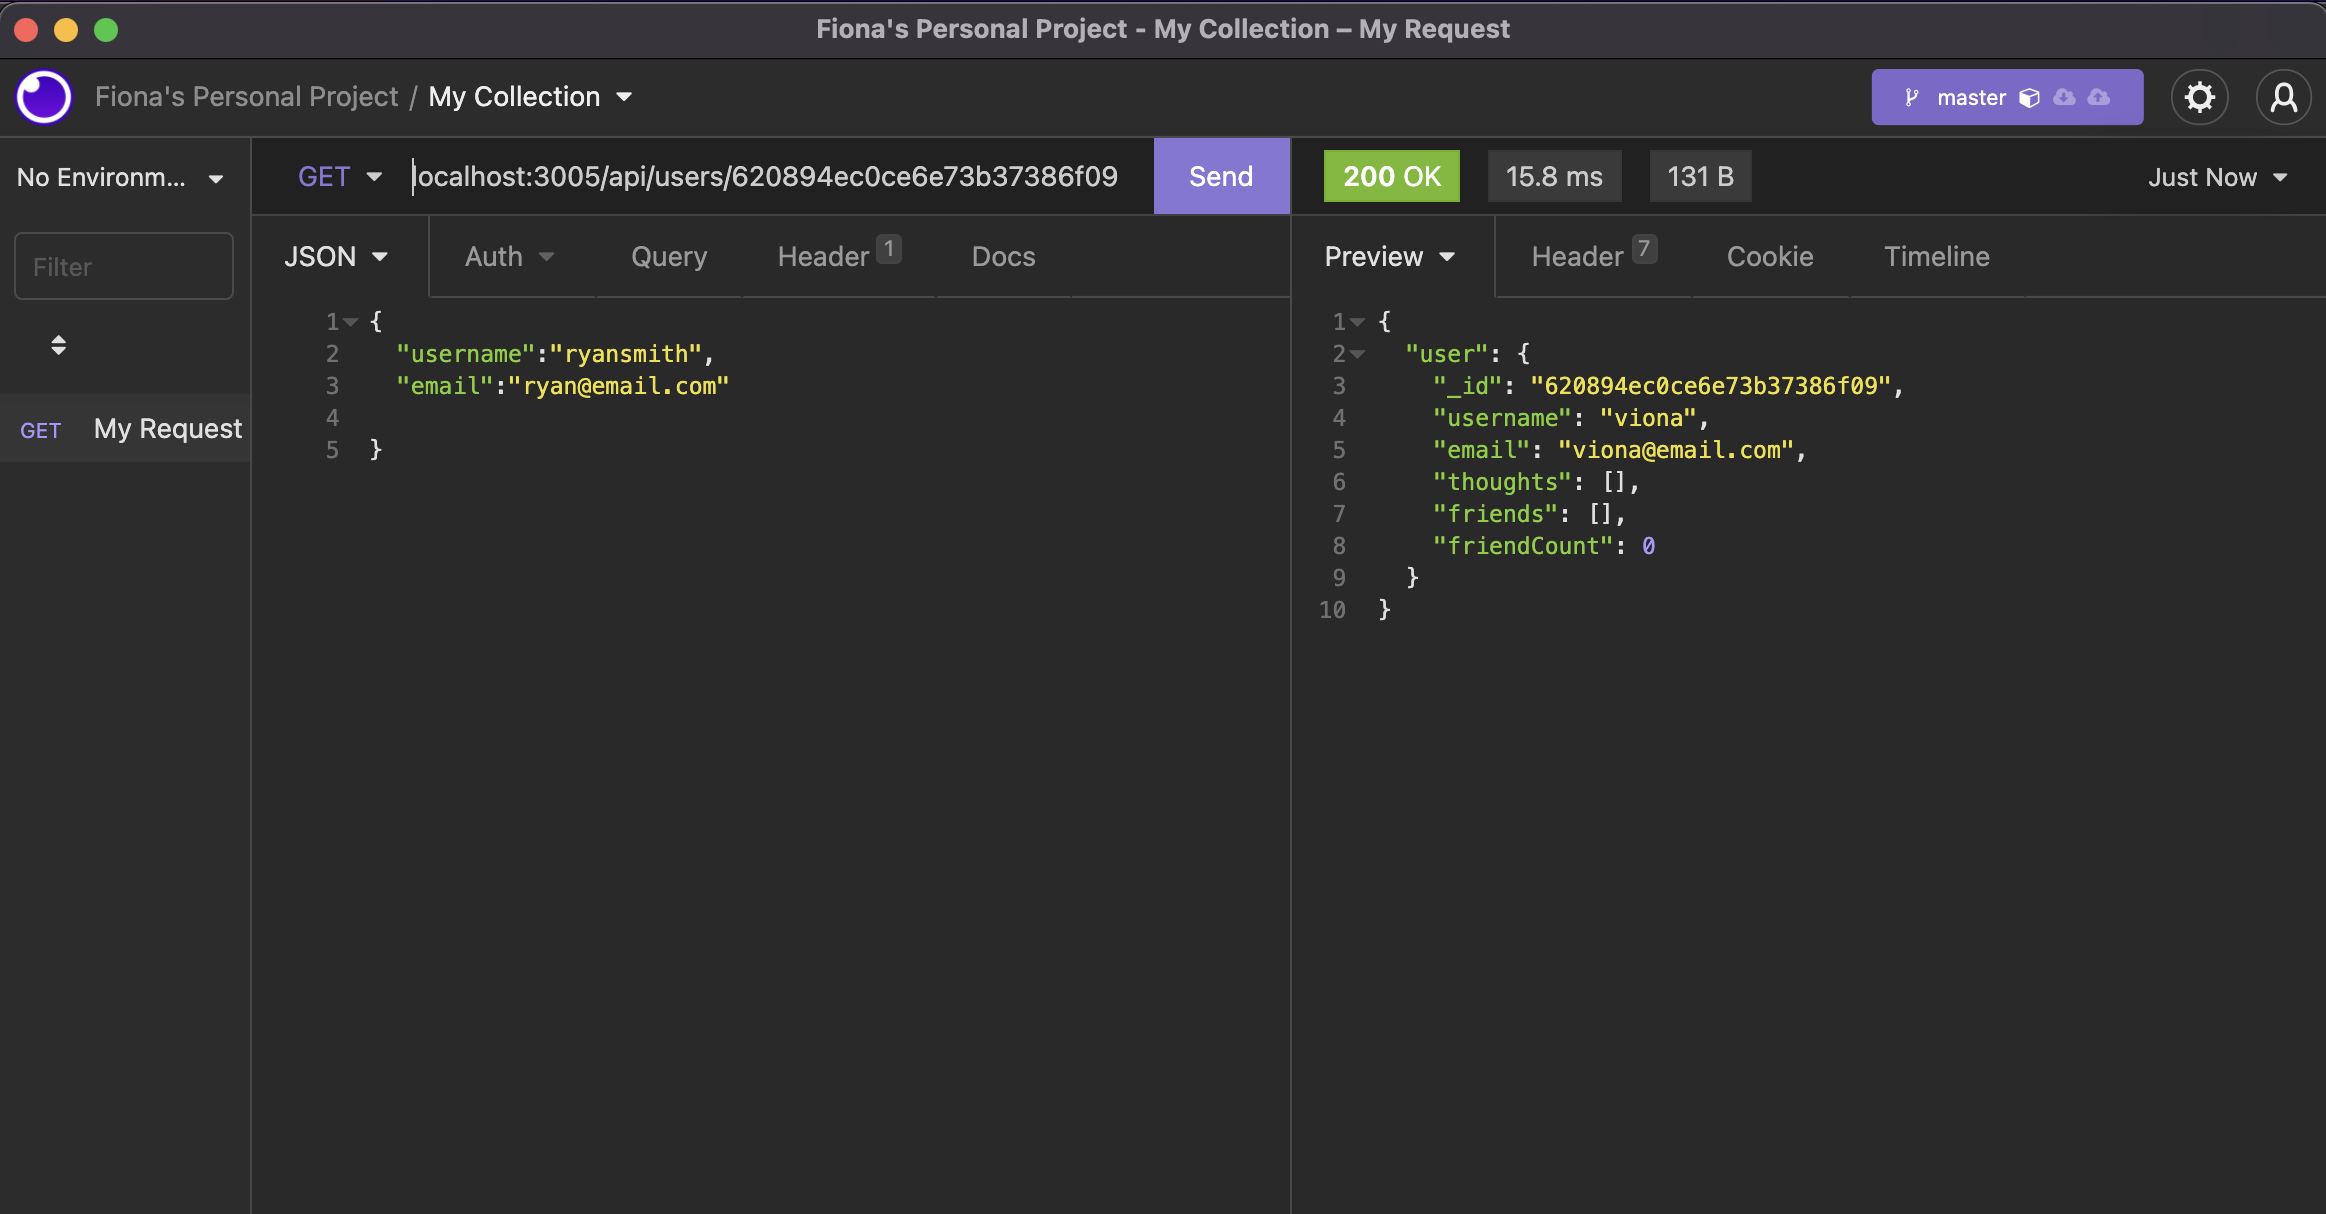 Fiona's Personal Project - My Collection – My Request
Fiona's Personal Project / My Collection
master
No Environm...
GET localhost:3005/api/users/620894ec0ce6e73b37386f09 Send
200 OK 15.8 ms 131 B Just Now
Filter
GET My Request
JSON Auth Query Header 1 Docs
1 {
2 "username":"ryansmith",
3 "email":"ryan@email.com"
4
5 }
Preview Header 7 Cookie Timeline
1 {
2 "user": {
3 "_id": "620894ec0ce6e73b37386f09",
4 "username": "viona",
5 "email": "viona@email.com",
6 "thoughts": [],
7 "friends": [],
8 "friendCount": 0
9 }
10 }